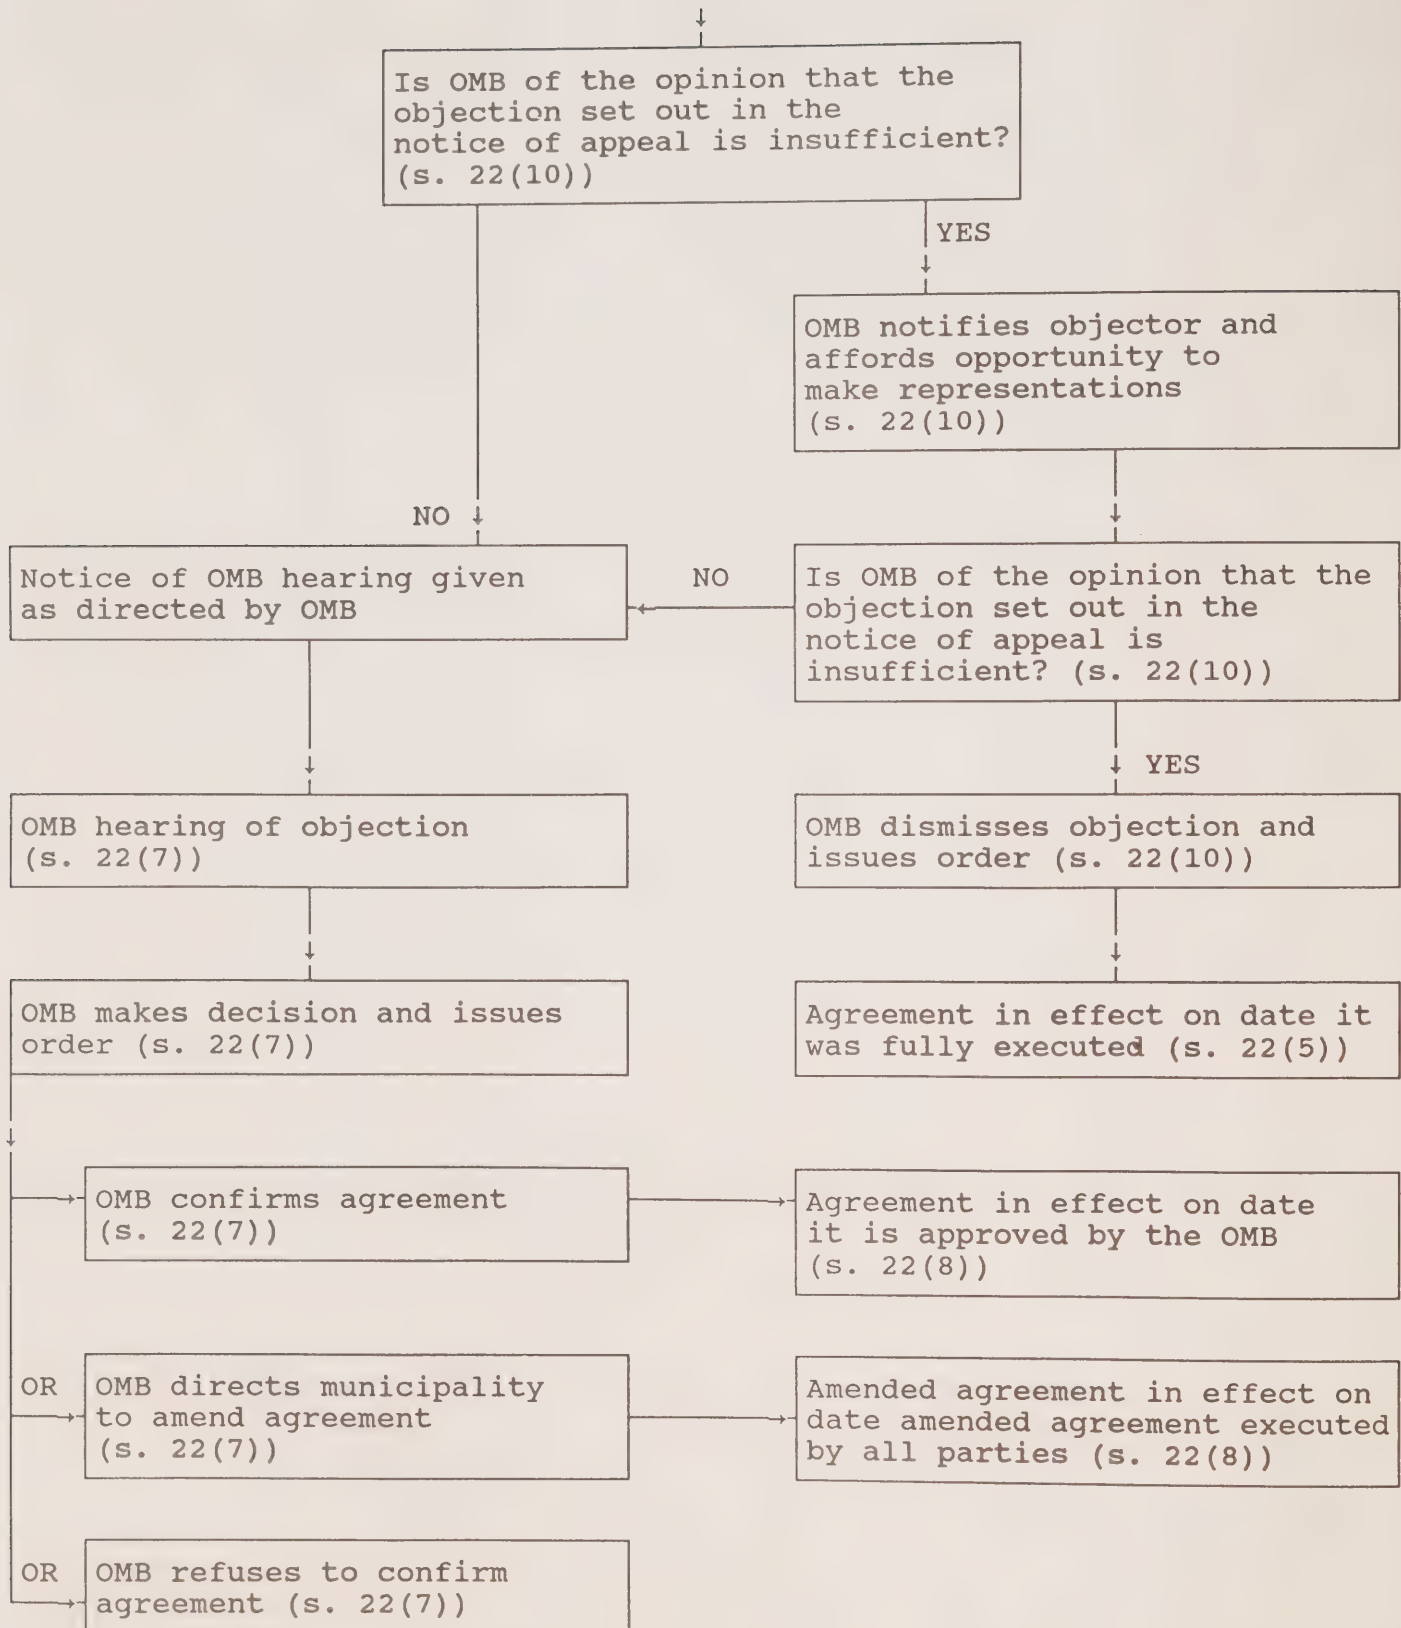 Is OMB of the opinion that the
objection set out in the
notice of appeal is insufficient?
(s. 22(10))
YES
OMB notifies objector and
affords opportunity to
make representations
(s. 22(10))
NO
Notice of OMB hearing given
as directed by OMB
NO
Is OMB of the opinion that the
objection set out in the
notice of appeal is
insufficient? (s. 22(10))
YES
OMB hearing of objection
(s. 22(7))
OMB dismisses objection and
issues order (s. 22(10))
OMB makes decision and issues
order (s. 22(7))
Agreement in effect on date it
was fully executed (s. 22(5))
OMB confirms agreement
(s. 22(7))
Agreement in effect on date
it is approved by the OMB
(s. 22(8))
OR
OMB directs municipality
to amend agreement
(s. 22(7))
Amended agreement in effect on
date amended agreement executed
by all parties (s. 22(8))
OR
OMB refuses to confirm
agreement (s. 22(7))